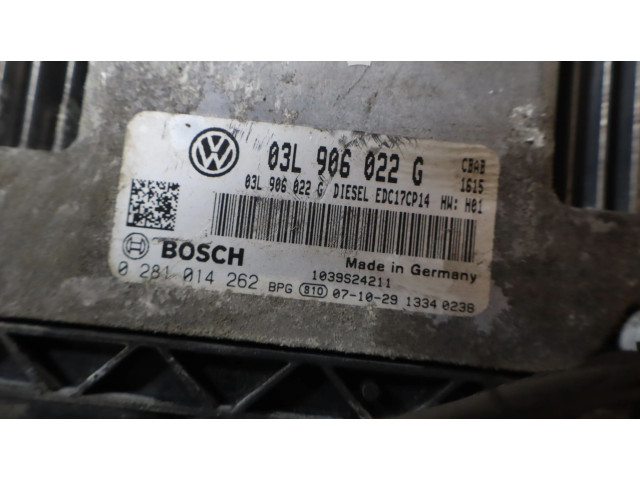 03L 906 022 G CBAB
03L 906 022 G DIESEL EDC17CP14 HW: H01 1615
BOSCH Made in Germany
1039S24211
0 281 014 262 BPG 810 07-10-29 1334 0238